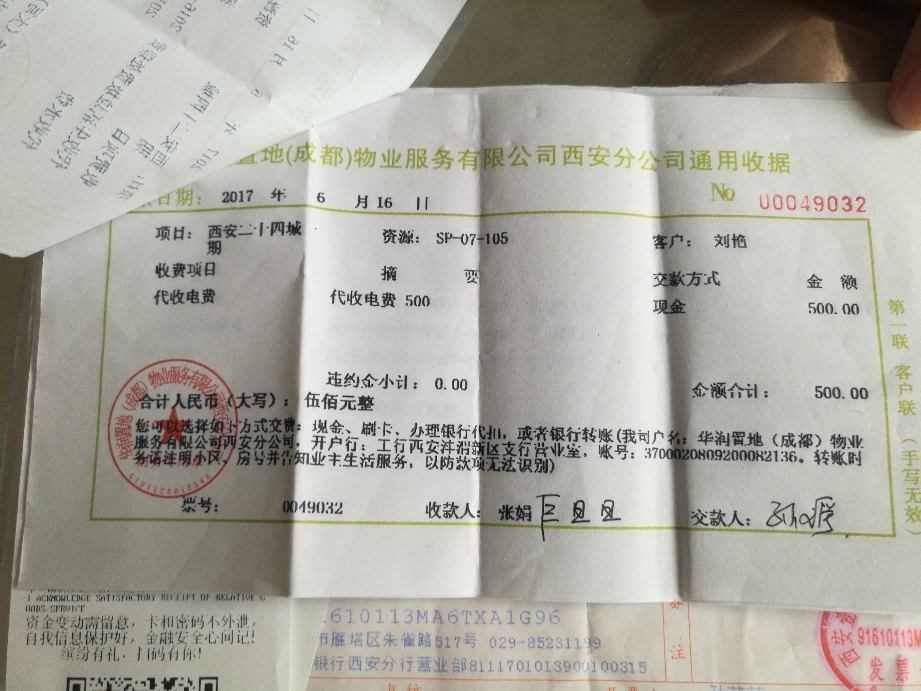 置地(成都)物业服务有限公司西安分公司通用收据
日期: 2017 年 6 月 16 日
No 00049032
项目: 西安二十四城 资源: SP-07-105 客户: 刘艳
期
收费项目 摘 要 交款方式 金 额
代收电费 代收电费 500 现金 500.00
违约金小计: 0.00 金额合计: 500.00
合计人民币(大写): 伍佰元整
您可以选择如下方式交费: 现金、刷卡、办理银行代扣, 或者银行转账(我司户名: 华润置地(成都)物业
服务有限公司西安分公司, 开户行: 工行西安沣渭新区支行营业室, 账号: 3700020809200082136。转账时
务请注明小区、房号并告知业主生活服务, 以防款项无法识别)
票号: 0049032 收款人: 张娟 交款人:
第一联 客户联 (手写无效)
I ACKNOWLEDGE SATISFACTORY RECEIPT OF RELATIVE G
OODS/SERVICE
资金变动需留意, 卡和密码不外泄,
自我信息保护好, 金融安全心间记!
缤纷有礼, 扫码有你!
610113MA6TXA1G96
雁塔区朱雀路517号 029-85231199
银行西安分行营业部8111701013900100315
备注
91610113M
发票